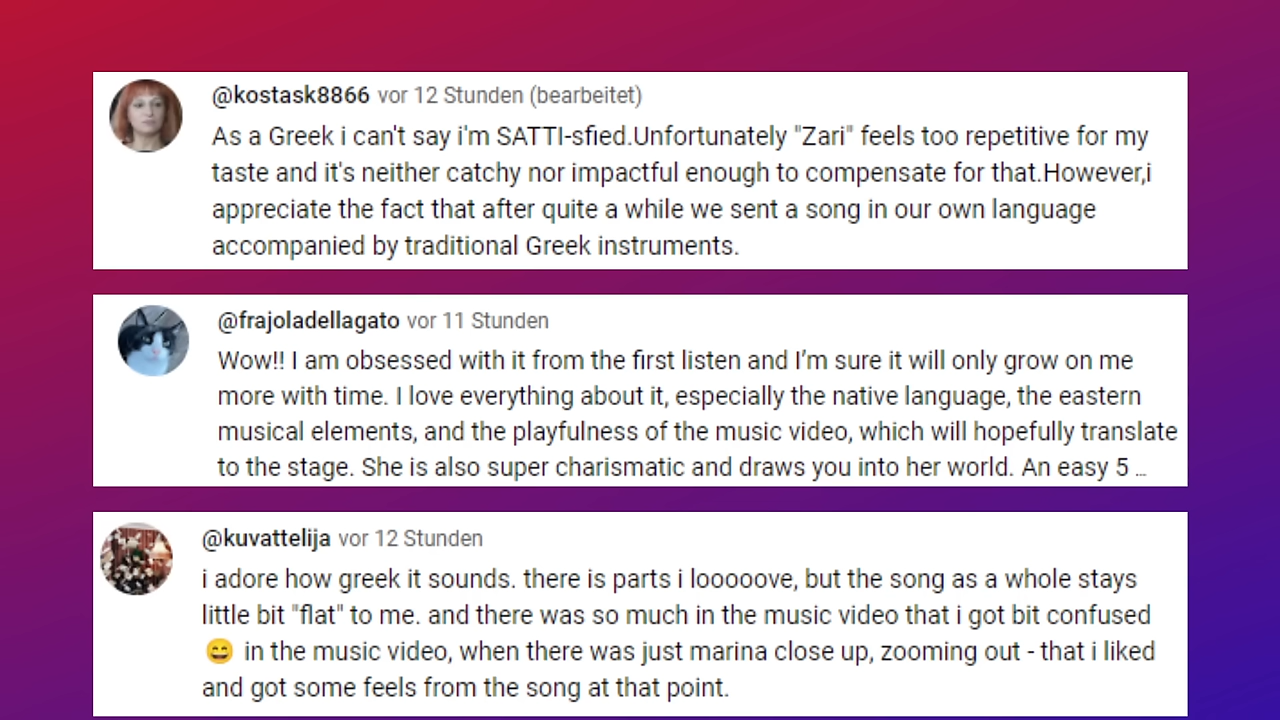 @kostask8866 vor 12 Stunden (bearbeitet)
As a Greek i can't say i'm SATTI-sfied.Unfortunately "Zari" feels too repetitive for my
taste and it's neither catchy nor impactful enough to compensate for that.However,i
appreciate the fact that after quite a while we sent a song in our own language
accompanied by traditional Greek instruments.
@frajoladellagato vor 11 Stunden
Wow!! I am obsessed with it from the first listen and I’m sure it will only grow on me
more with time. I love everything about it, especially the native language, the eastern
musical elements, and the playfulness of the music video, which will hopefully translate
to the stage. She is also super charismatic and draws you into her world. An easy 5 ...
@kuvattelija vor 12 Stunden
i adore how greek it sounds. there is parts i looooove, but the song as a whole stays
little bit "flat" to me. and there was so much in the music video that i got bit confused
😄 in the music video, when there was just marina close up, zooming out - that i liked
and got some feels from the song at that point.